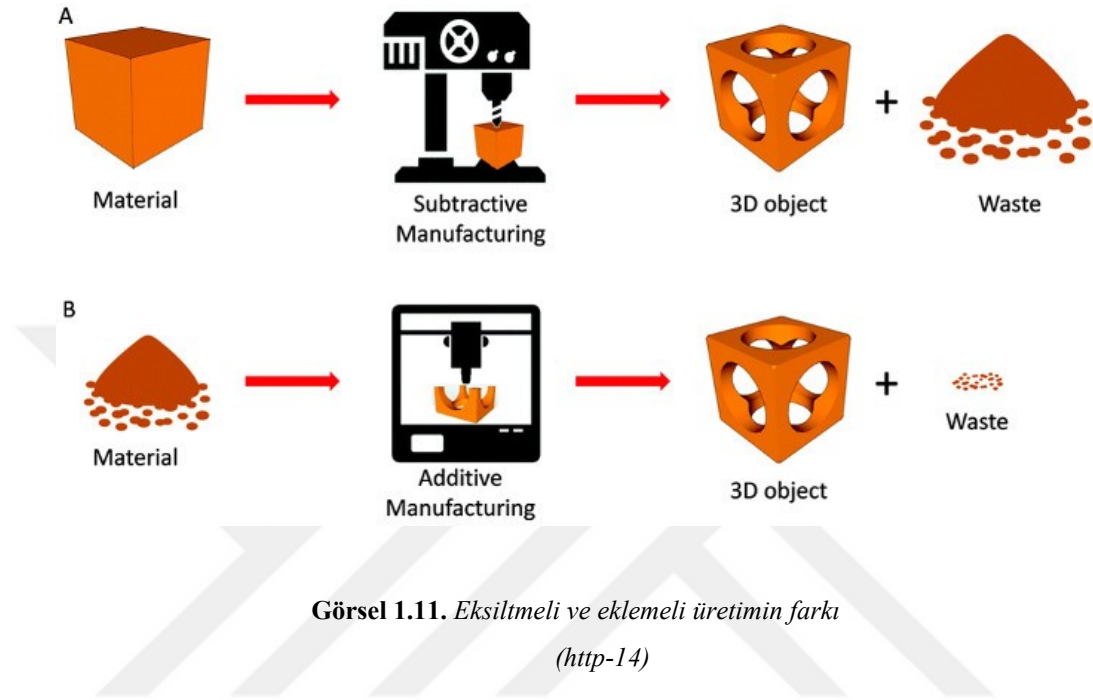 A
Material
Subtractive
Manufacturing
3D object
+
Waste
B
Material
Additive
Manufacturing
3D object
+
Waste
Görsel 1.11. Eksiltmeli ve eklemeli üretimin farkı
(http-14)